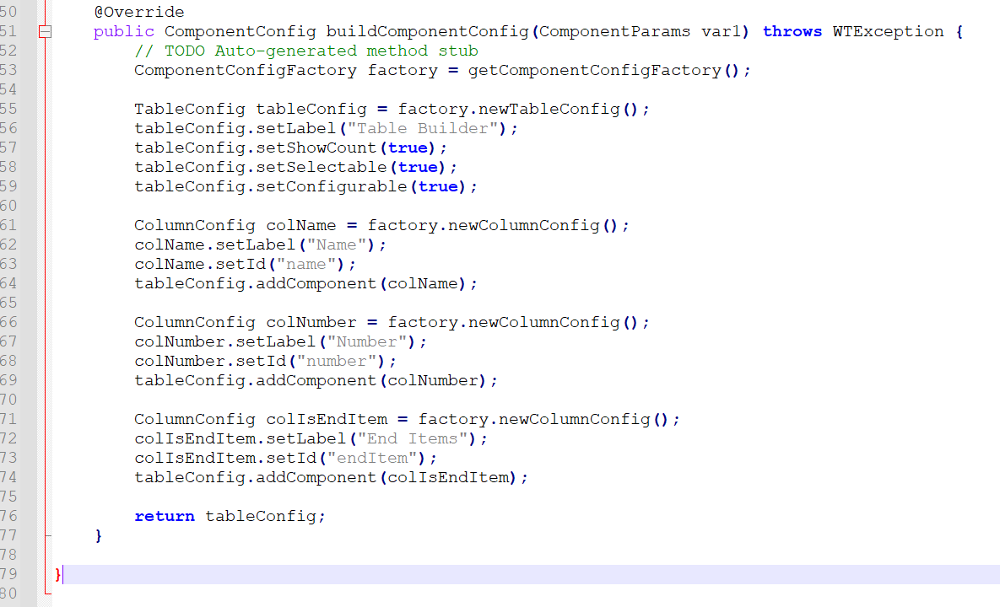 50 @Override
51 public ComponentConfig buildComponentConfig(ComponentParams var1) throws WTException {
52 // TODO Auto-generated method stub
53 ComponentConfigFactory factory = getComponentConfigFactory();
54
55 TableConfig tableConfig = factory.newTableConfig();
56 tableConfig.setLabel("Table Builder");
57 tableConfig.setShowCount(true);
58 tableConfig.setSelectable(true);
59 tableConfig.setConfigurable(true);
60
61 ColumnConfig colName = factory.newColumnConfig();
62 colName.setLabel("Name");
63 colName.setId("name");
64 tableConfig.addComponent(colName);
65
66 ColumnConfig colNumber = factory.newColumnConfig();
67 colNumber.setLabel("Number");
68 colNumber.setId("number");
69 tableConfig.addComponent(colNumber);
70
71 ColumnConfig colIsEndItem = factory.newColumnConfig();
72 colIsEndItem.setLabel("End Items");
73 colIsEndItem.setId("endItem");
74 tableConfig.addComponent(colIsEndItem);
75
76 return tableConfig;
77 }
78
79 }
80